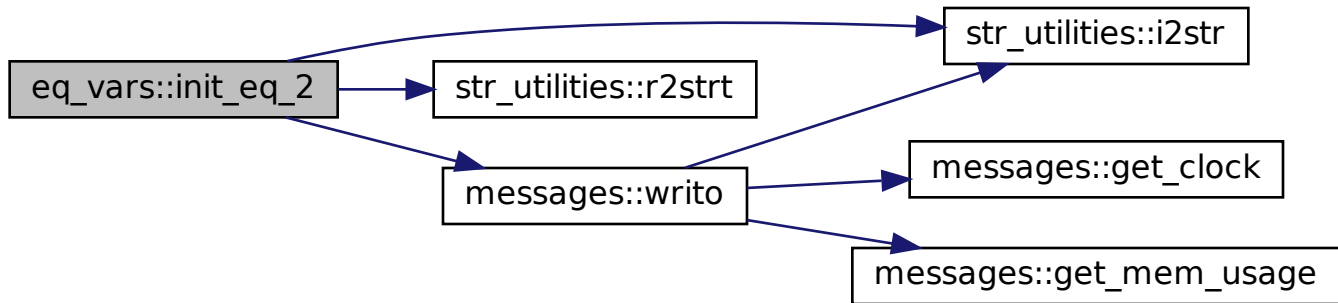 eq_vars::init_eq_2
str_utilities::r2strt
messages::writo
str_utilities::i2str
messages::get_clock
messages::get_mem_usage